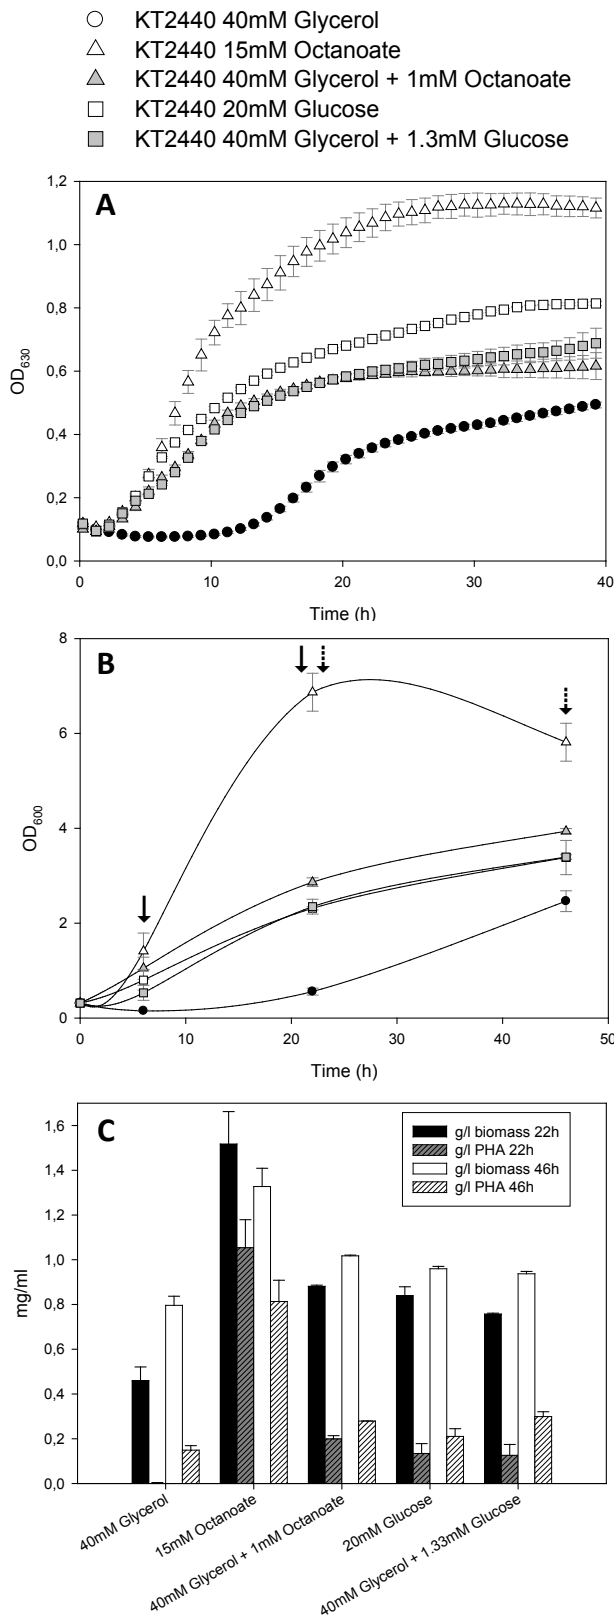 KT2440 40mM Glycerol
KT2440 15mM Octanoate
KT2440 40mM Glycerol + 1mM Octanoate
KT2440 20mM Glucose
KT2440 40mM Glycerol + 1.3mM Glucose
A
1,2
1,0
0,8
0,6
0,4
0,2
0,0
OD630
0 10 20 30 40
Time (h)
B
8
6
4
2
0
OD600
0 10 20 30 40 50
Time (h)
C
g/l biomass 22h
g/l PHA 22h
g/l biomass 46h
g/l PHA 46h
1,6
1,4
1,2
1,0
0,8
0,6
0,4
0,2
0,0
mg/ml
40mM Glycerol
15mM Octanoate
40mM Glycerol + 1mM Octanoate
20mM Glucose
40mM Glycerol + 1.33mM Glucose